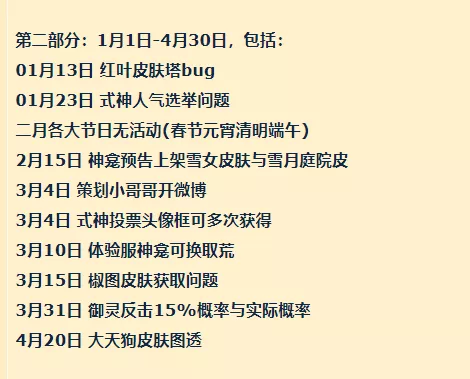 第二部分：1月1日-4月30日，包括：
01月13日 红叶皮肤塔bug
01月23日 式神人气选举问题
二月各大节日无活动(春节元宵清明端午)
2月15日 神龛预告上架雪女皮肤与雪月庭院皮
3月4日 策划小哥哥开微博
3月4日 式神投票头像框可多次获得
3月10日 体验服神龛可换取荒
3月15日 椒图皮肤获取问题
3月31日 御灵反击15%概率与实际概率
4月20日 大天狗皮肤图透